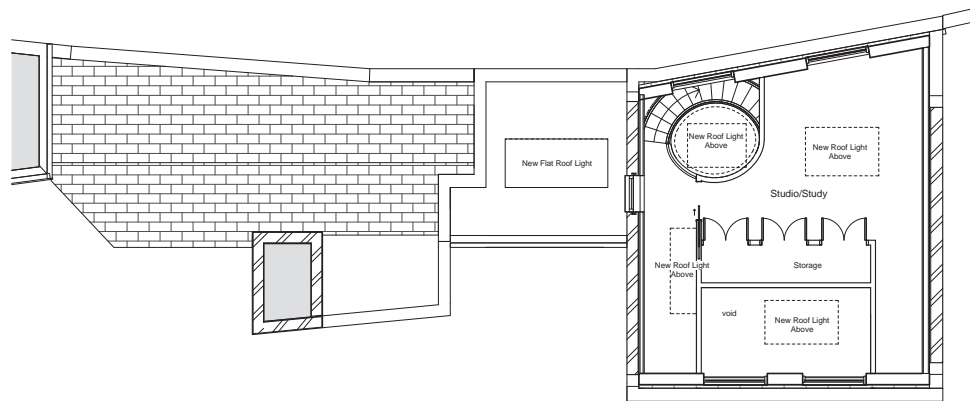 New Roof Light
Above
New Roof Light
Above
New Flat Roof Light
Studio/Study
New Roof Light
Above
Storage
void
New Roof Light
Above